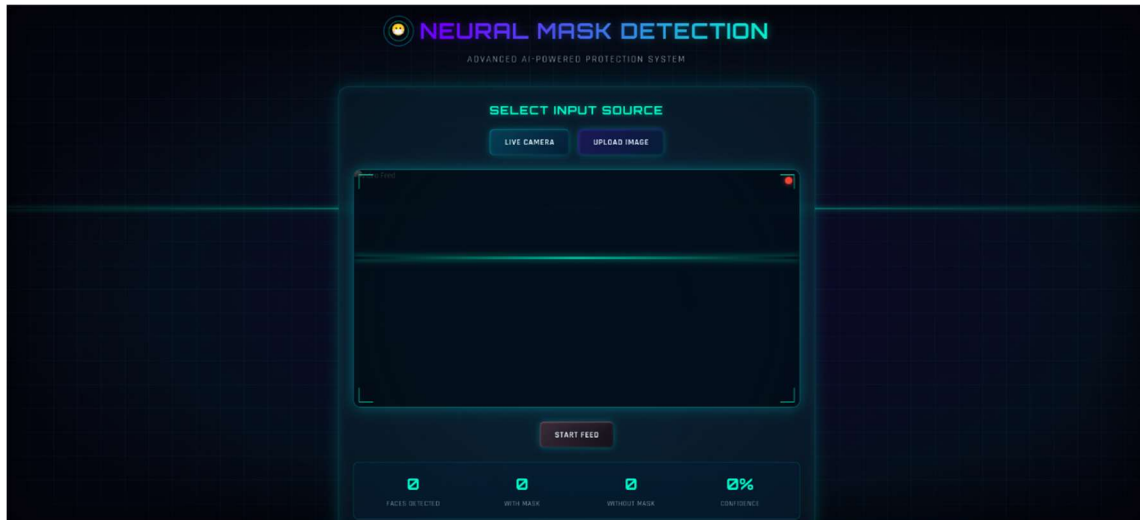 NEURAL MASK DETECTION
ADVANCED AI-POWERED PROTECTION SYSTEM
SELECT INPUT SOURCE
LIVE CAMERA UPLOAD IMAGE
Feed
START FEED
0 0 0 0%
FACES DETECTED WITH MASK WITHOUT MASK CONFIDENCE